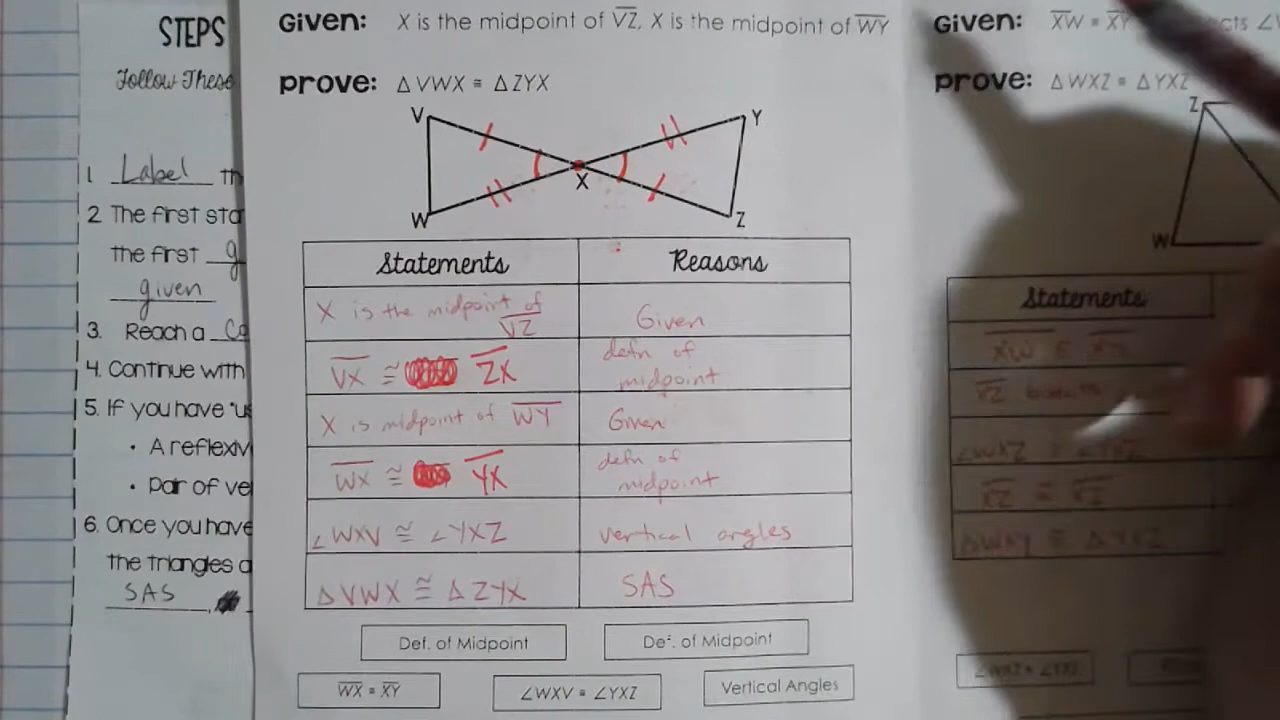 STEPS
Follow These
1. Label th
2 The first sta
the first g
given
3. Reach a Co
4. Continue with
5. If you have "us
• A reflexiv
• Pair of ve
6. Once you have
the triangles a
SAS
Given: X is the midpoint of VZ, X is the midpoint of WY
Prove: ΔVWX ≅ ΔZYX
V
Y
X
W
Z
Statements Reasons
X is the midpoint of VZ Given
VX ≅ ZX defn of midpoint
X is midpoint of WY Given
WX ≅ YX defn of midpoint
∠WXV ≅ ∠YXZ vertical angles
ΔVWX ≅ ΔZYX SAS
Def. of Midpoint Def. of Midpoint
WX ≅ XY ∠WXV ≅ ∠YXZ Vertical Angles
Given: XW ≅ XY
Prove: ΔWXZ ≅ ΔYXZ
Z
W
Statements
XZ ≅ XZ